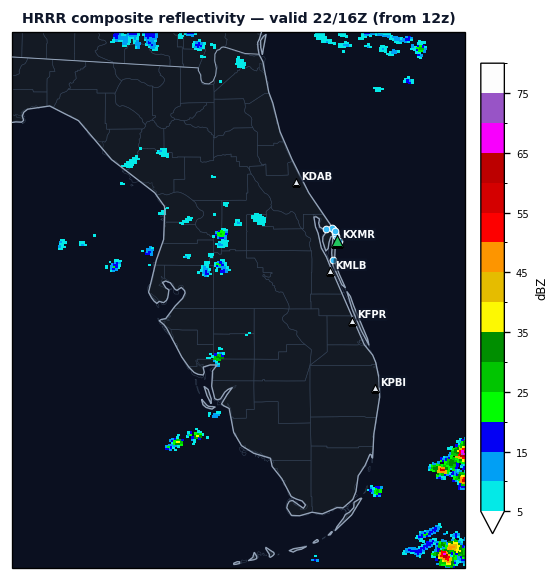 HRRR composite reflectivity — valid 22/16Z (from 12z)
KDAB
KXMR
KMLB
KFPR
KPBI
75
65
55
45
35
25
15
5
dBZ